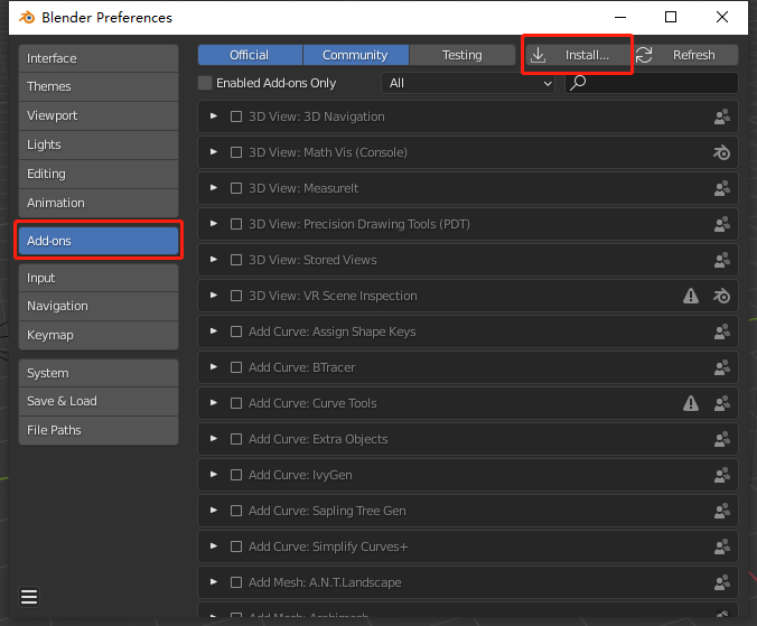 Blender Preferences
Interface
Themes
Viewport
Lights
Editing
Animation
Add-ons
Input
Navigation
Keymap
System
Save & Load
File Paths
Official Community Testing Install... Refresh
Enabled Add-ons Only All
3D View: 3D Navigation
3D View: Math Vis (Console)
3D View: MeasureIt
3D View: Precision Drawing Tools (PDT)
3D View: Stored Views
3D View: VR Scene Inspection
Add Curve: Assign Shape Keys
Add Curve: BTracer
Add Curve: Curve Tools
Add Curve: Extra Objects
Add Curve: IvyGen
Add Curve: Sapling Tree Gen
Add Curve: Simplify Curves+
Add Mesh: A.N.T.Landscape
Add Mesh: Archimesh